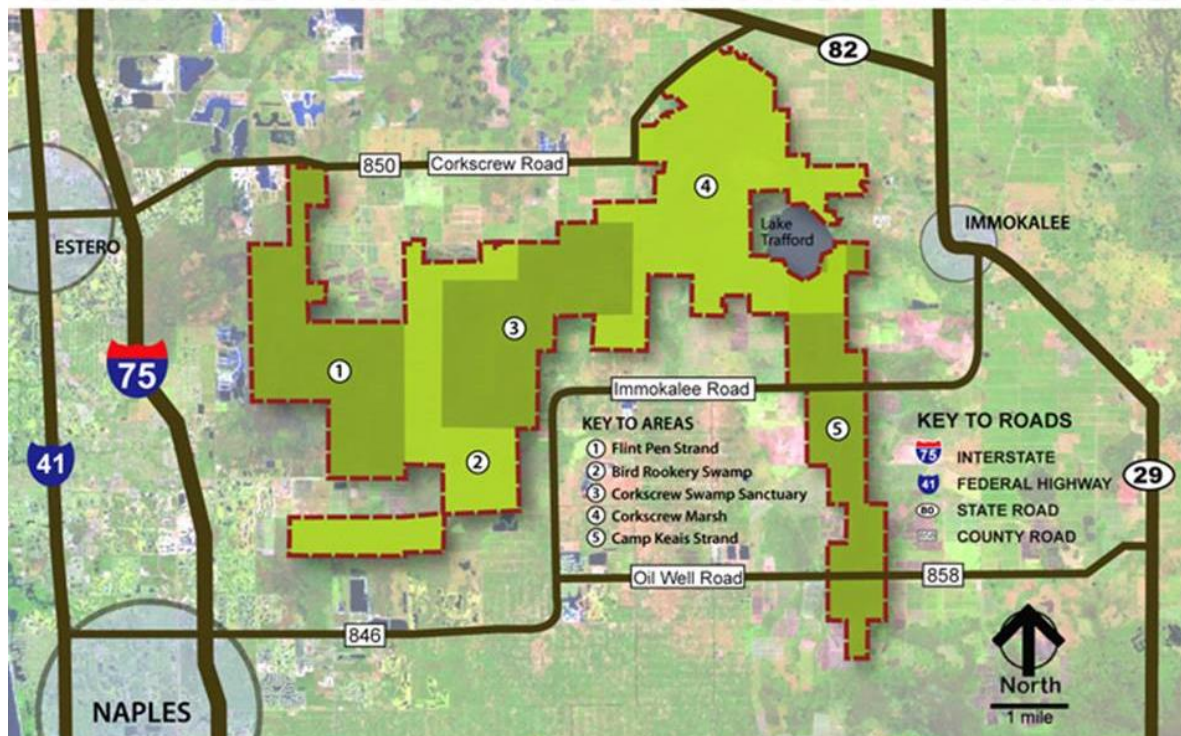 82
850
Corkscrew Road
4
Lake
Trafford
IMMOKALEE
ESTERO
3
75
1
Immokalee Road
KEY TO AREAS
1 Flint Pen Strand
2 Bird Rookery Swamp
3 Corkscrew Swamp Sanctuary
4 Corkscrew Marsh
5 Camp Keais Strand
5
KEY TO ROADS
75 INTERSTATE
41 FEDERAL HIGHWAY
80 STATE ROAD
COUNTY ROAD
41
2
29
Oil Well Road
858
846
North
1 mile
NAPLES